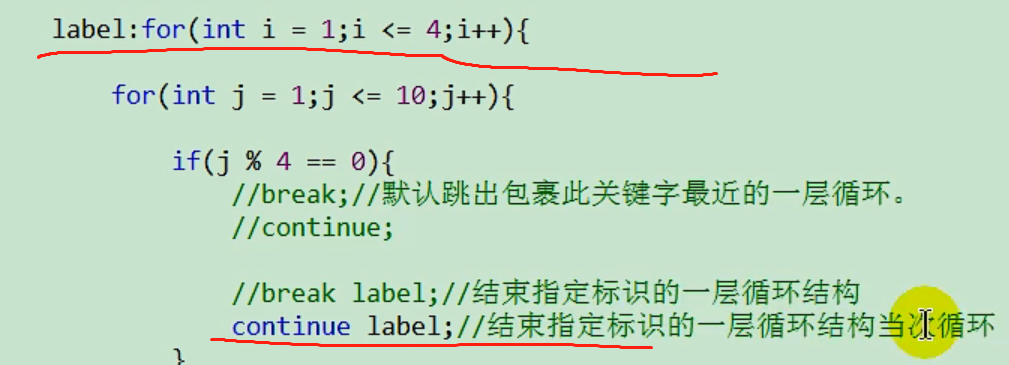 label:for(int i = 1;i <= 4;i++){
for(int j = 1;j <= 10;j++){
if(j % 4 == 0){
//break;//默认跳出包裹此关键字最近的一层循环。
//continue;
//break label;//结束指定标识的一层循环结构
continue label;//结束指定标识的一层循环结构当次循环
}